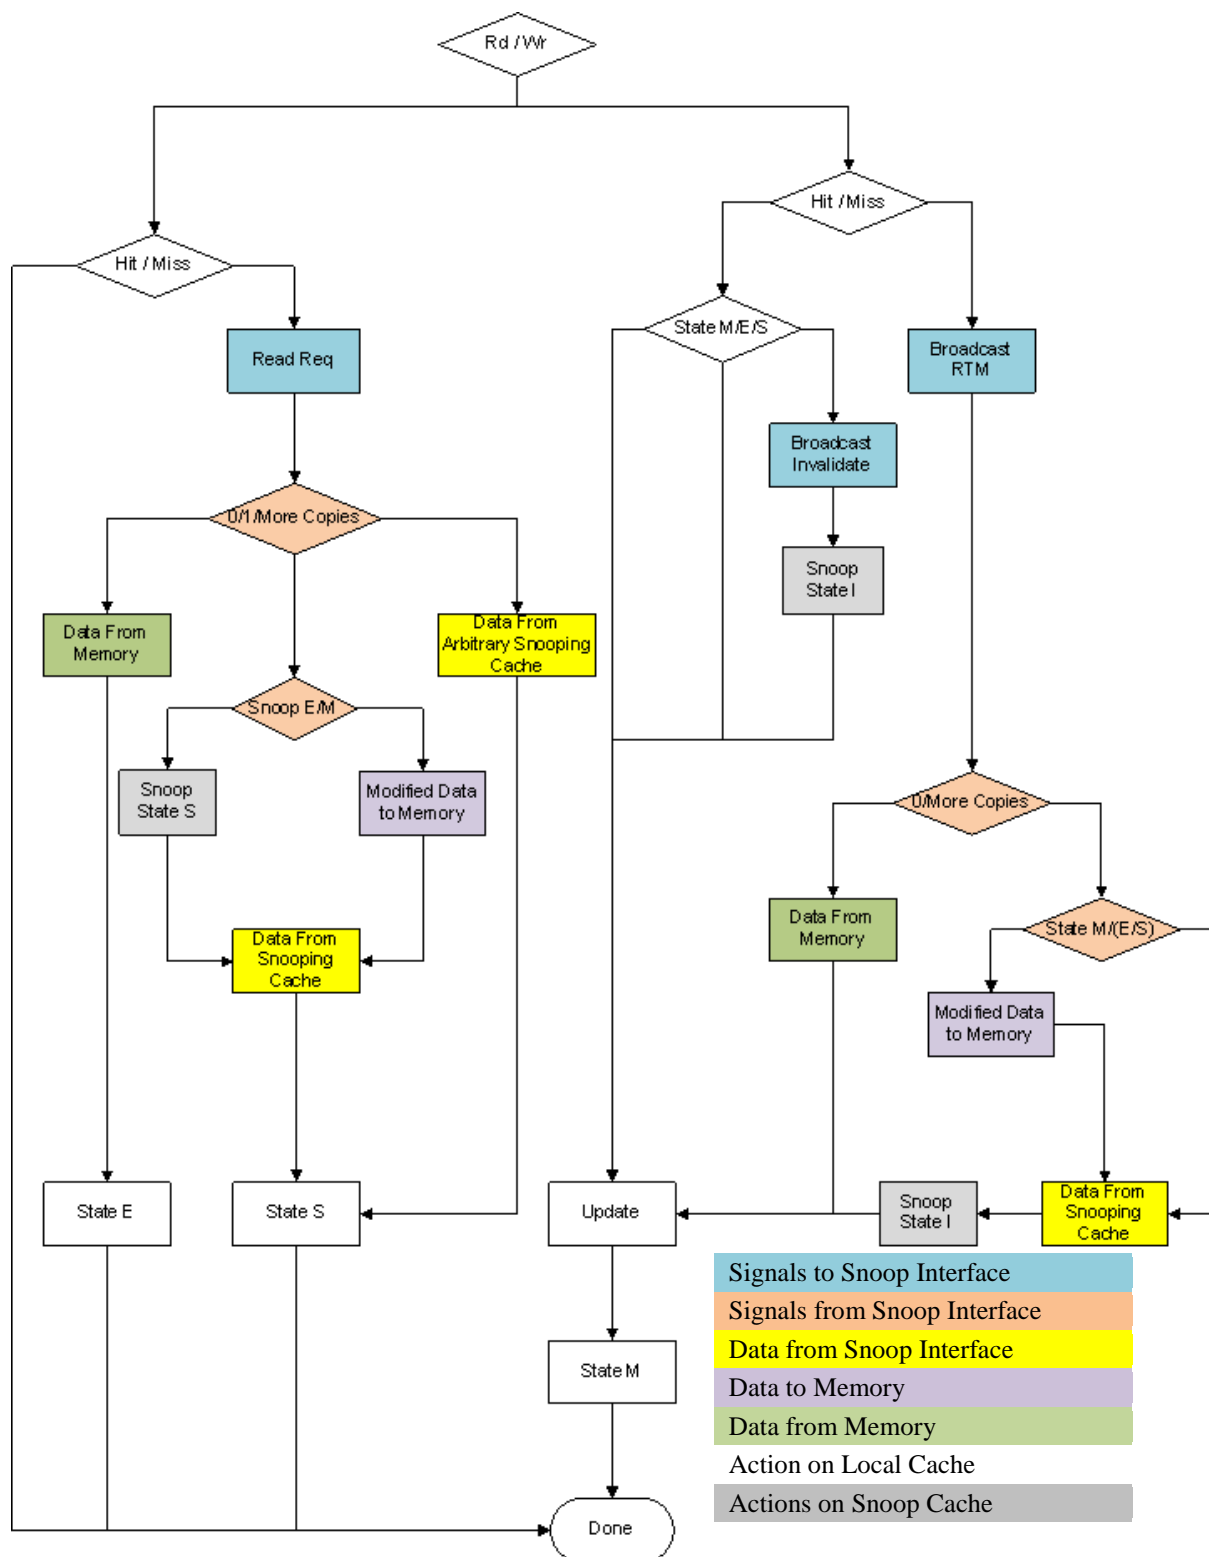 Rd / Wr
Hit / Miss
Hit / Miss
State M/E/S
Read Req
Broadcast
RTM
Broadcast
Invalidate
0/1/More Copies
Snoop
State I
Data From
Memory
Data From
Arbitrary Snooping
Cache
Snoop E/M
Snoop
State S
Modified Data
to Memory
0/More Copies
Data From
Memory
State M/(E/S)
Data From
Snooping
Cache
Modified Data
to Memory
State E
State S
Update
Snoop
State I
Data From
Snooping
Cache
Signals to Snoop Interface
Signals from Snoop Interface
Data from Snoop Interface
Data to Memory
Data from Memory
Action on Local Cache
Actions on Snoop Cache
State M
Done